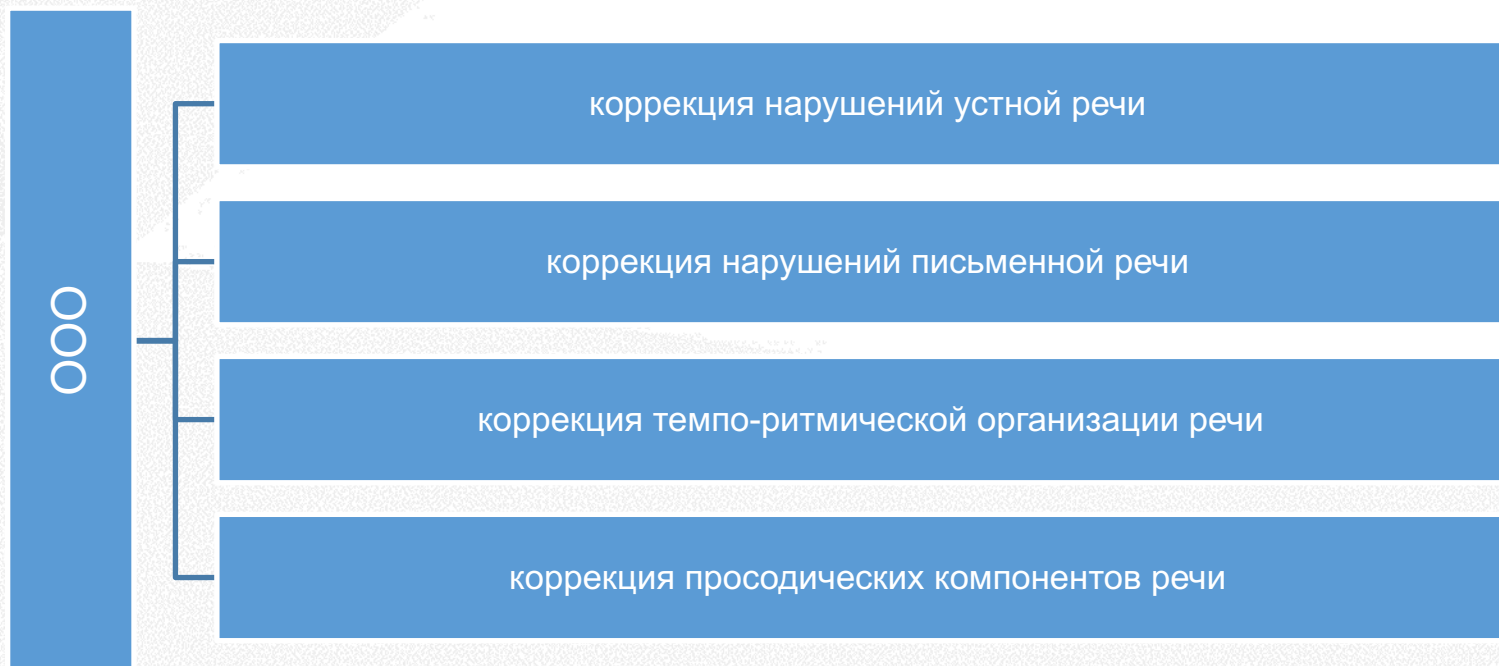 ООО
коррекция нарушений устной речи
коррекция нарушений письменной речи
коррекция темпо-ритмической организации речи
коррекция просодических компонентов речи